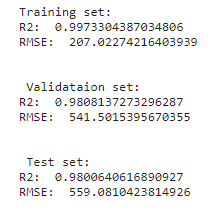 Training set:
R2:  0.9973304387034806
RMSE:  207.02274216403939
Validataion set:
R2:  0.9808137273296287
RMSE:  541.5015395670355
Test set:
R2:  0.9800640616890927
RMSE:  559.0810423814926